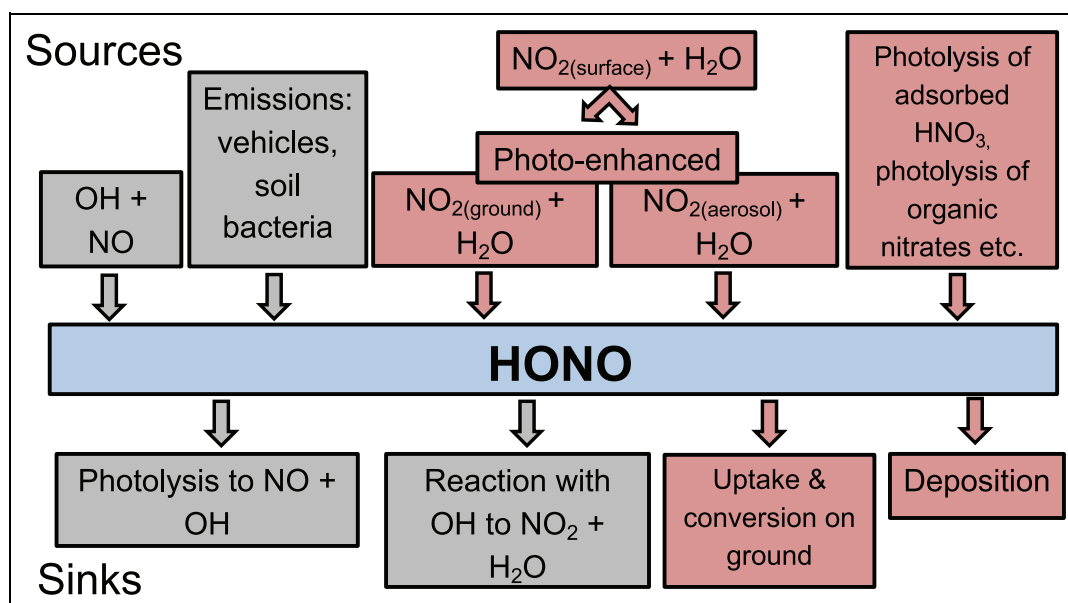 Sources
OH +
NO
Emissions:
vehicles,
soil
bacteria
NO₂(surface) + H₂O
Photo-enhanced
NO₂(ground) +
H₂O
NO₂(aerosol) +
H₂O
Photolysis of
adsorbed
HNO₃,
photolysis of
organic
nitrates etc.
HONO
Photolysis to NO +
OH
Reaction with
OH to NO₂ +
H₂O
Uptake &
conversion on
ground
Deposition
Sinks